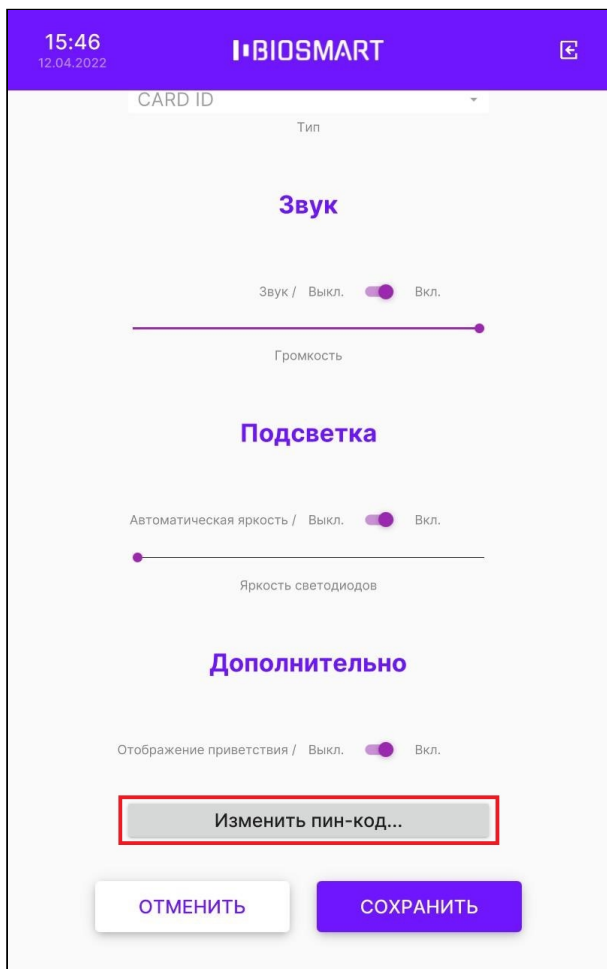 15:46
12.04.2022
BIOSMART
CARD ID
Тип
Звук
Звук / Выкл. Вкл.
Громкость
Подсветка
Автоматическая яркость / Выкл. Вкл.
Яркость светодиодов
Дополнительно
Отображение приветствия / Выкл. Вкл.
Изменить пин-код...
ОТМЕНИТЬ СОХРАНИТЬ